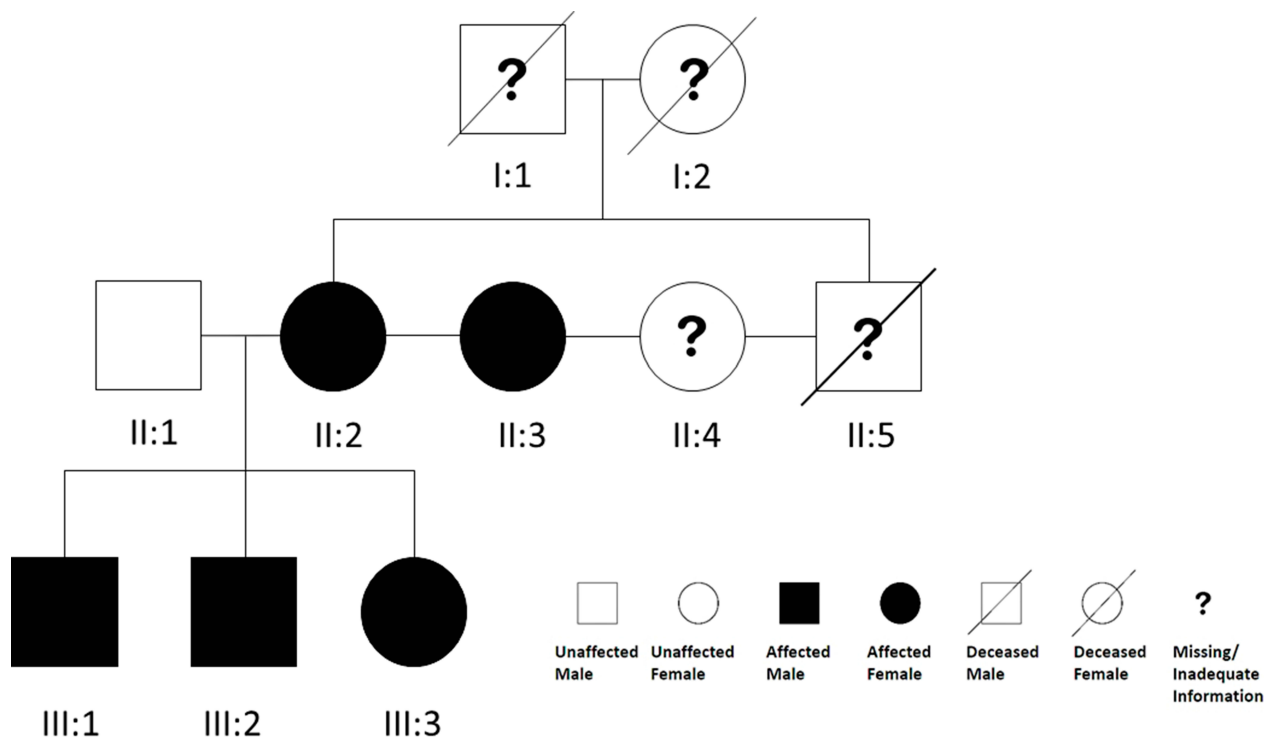 ? ?
I:1 I:2
? ?
II:1 II:2 II:3 II:4 II:5
III:1 III:2 III:3
?
Unaffected Male
Unaffected Female
Affected Male
Affected Female
Deceased Male
Deceased Female
Missing/
Inadequate
Information